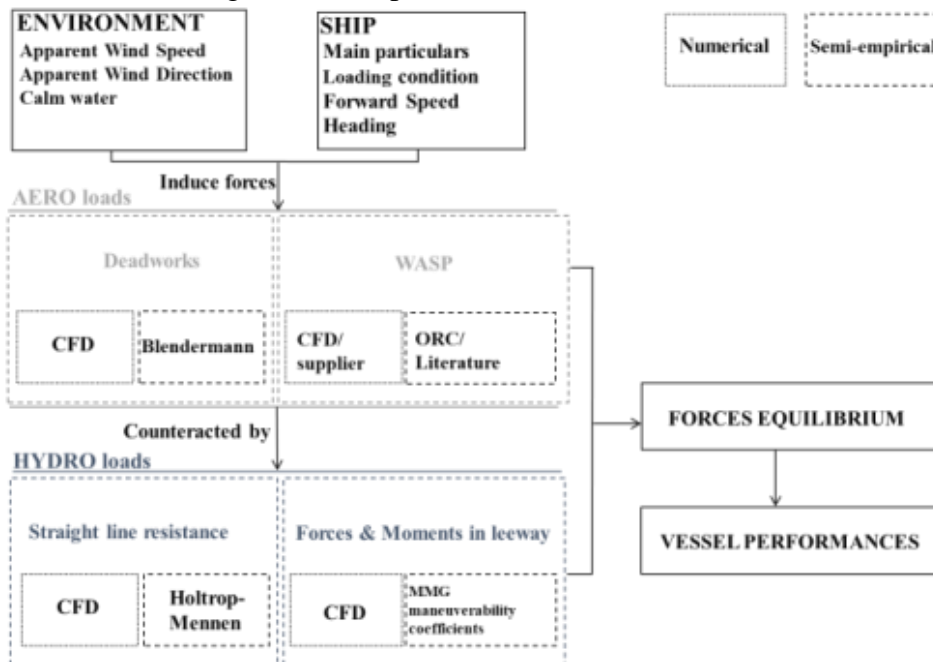 ENVIRONMENT
Apparent Wind Speed
Apparent Wind Direction
Calm water
SHIP
Main particulars
Loading condition
Forward Speed
Heading
Numerical
Semi-empirical
Induce forces
AERO loads
Deadworks
WASP
CFD
Blendermann
CFD/
supplier
ORC/
Literature
Counteracted by
HYDRO loads
Straight line resistance
Forces & Moments in leeway
CFD
Holtrop-
Mennen
CFD
MMG
maneuverability
coefficients
FORCES EQUILIBRIUM
VESSEL PERFORMANCES